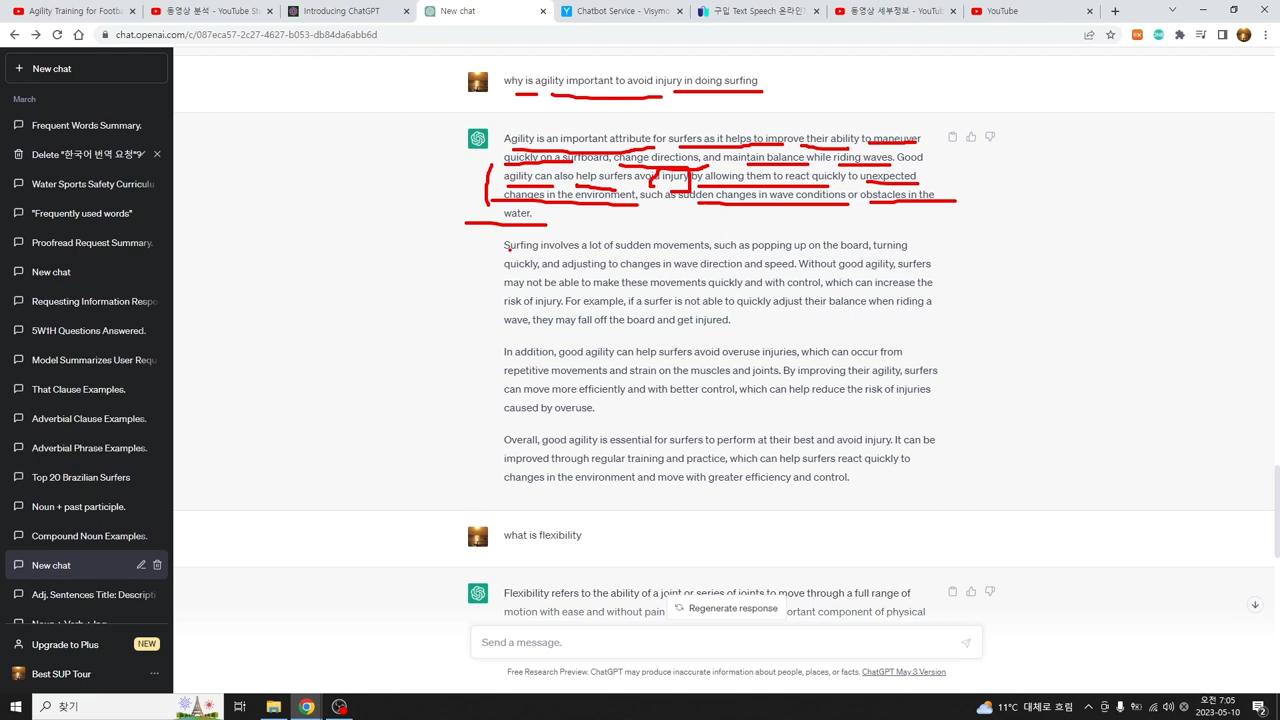 Agility Training for Footba
동영상 분석 - YouTube St
Introducing ChatGPT
New chat
Chatbot Service - Visymo
구입 Text Speech 온라인
동영상 세부정보 - YouTub
YouTube
chat.openai.com/c/087eca57-2c27-4627-b053-db84da6abb6d
New chat
March
Frequent Words Summary.
Delete "한국어 번역 요청"?
Water Sports Safety Curriculu
"Frequently used words"
Proofread Request Summary.
New chat
Requesting Information Respo
5W1H Questions Answered.
Model Summarizes User Requ
That Clause Examples.
Adverbial Clause Examples.
Adverbial Phrase Examples.
Top 20 Brazilian Surfers
Noun + past participle.
Compound Noun Examples.
New chat
Adj. Sentences Title: Descripti
Noun + Verb+Ing
Upgrade to Plus
NEW
Best SUP Tour
why is agility important to avoid injury in doing surfing
Agility is an important attribute for surfers as it helps to improve their ability to maneuver
quickly on a surfboard, change directions, and maintain balance while riding waves. Good
agility can also help surfers avoid injury by allowing them to react quickly to unexpected
changes in the environment, such as sudden changes in wave conditions or obstacles in the
water.
Surfing involves a lot of sudden movements, such as popping up on the board, turning
quickly, and adjusting to changes in wave direction and speed. Without good agility, surfers
may not be able to make these movements quickly and with control, which can increase the
risk of injury. For example, if a surfer is not able to quickly adjust their balance when riding a
wave, they may fall off the board and get injured.
In addition, good agility can help surfers avoid overuse injuries, which can occur from
repetitive movements and strain on the muscles and joints. By improving their agility, surfers
can move more efficiently and with better control, which can help reduce the risk of injuries
caused by overuse.
Overall, good agility is essential for surfers to perform at their best and avoid injury. It can be
improved through regular training and practice, which can help surfers react quickly to
changes in the environment and move with greater efficiency and control.
what is flexibility
Flexibility refers to the ability of a joint or series of joints to move through a full range of
motion with ease and without pain
portant component of physical
Regenerate response
Send a message.
Free Research Preview. ChatGPT may produce inaccurate information about people, places, or facts. ChatGPT May 3 Version
찾기
11°C 대체로 흐림
오전 7:05
2023-05-10